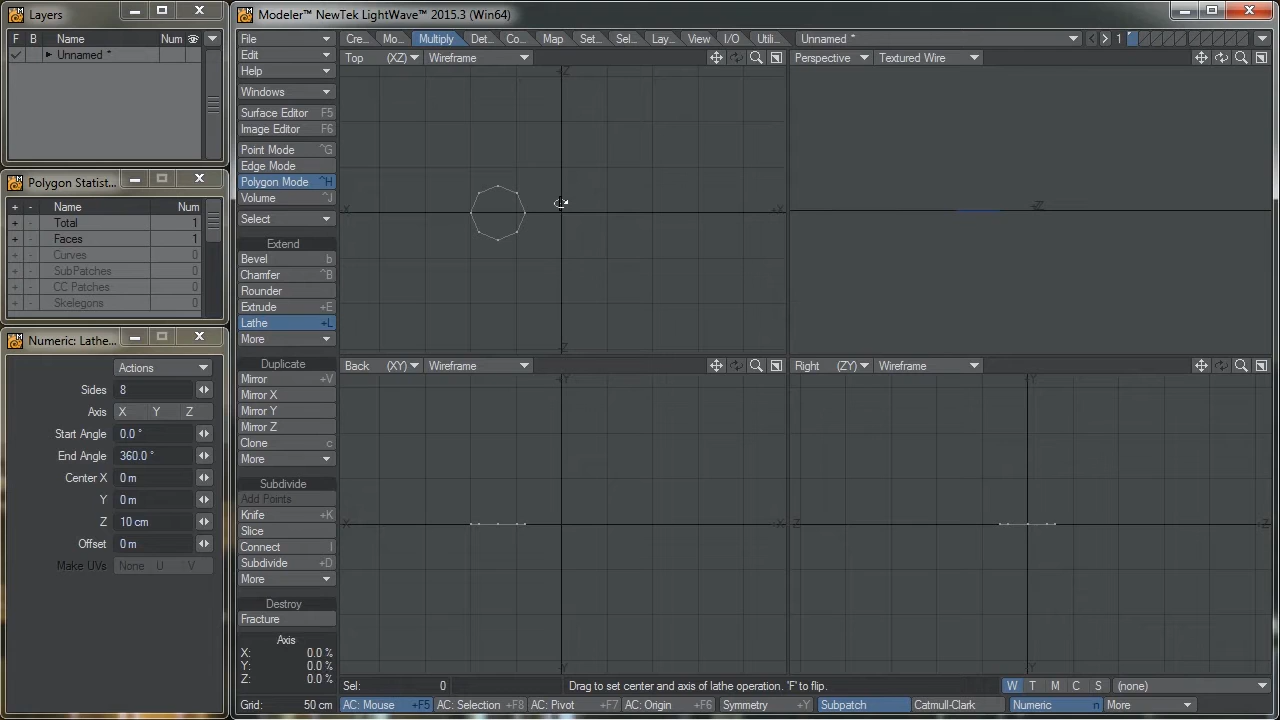 Layers
F B Name Num
Unnamed *
Polygon Statist...
+ - Name Num
+ - Total 1
+ - Faces 1
+ - Curves 0
+ - SubPatches 0
+ - CC Patches 0
+ - Skelegons 0
Numeric: Lathe...
Actions
Sides 8
Axis X Y Z
Start Angle 0.0 °
End Angle 360.0 °
Center X 0 m
Y 0 m
Z 10 cm
Offset 0 m
Make UVs None U V
Modeler™ NewTek LightWave™ 2015.3 (Win64)
File
Edit
Help
Windows
Surface Editor F5
Image Editor F6
Point Mode ^G
Edge Mode
Polygon Mode ^H
Volume ^J
Select
Extend
Bevel b
Chamfer ^B
Rounder
Extrude +E
Lathe +L
More
Duplicate
Mirror +V
Mirror X
Mirror Y
Mirror Z
Clone c
More
Subdivide
Add Points
Knife +K
Slice
Connect l
Subdivide +D
More
Destroy
Fracture
Axis
X: 0.0 %
Y: 0.0 %
Z: 0.0 %
Grid: 50 cm
Cre... Mo... Multiply Det... Co... Map Set... Sel... Lay... View I/O Utili... Unnamed * 1
Top (XZ) Wireframe
Z
X X
Z
Perspective Textured Wire
Z
Back (XY) Wireframe
Y
X X
Y
Right (ZY) Wireframe
Y
Z Z
Y
Sel: 0 Drag to set center and axis of lathe operation. 'F' to flip. W T M C S (none)
AC: Mouse +F5 AC: Selection +F8 AC: Pivot +F7 AC: Origin +F6 Symmetry +Y Subpatch Catmull-Clark Numeric n More